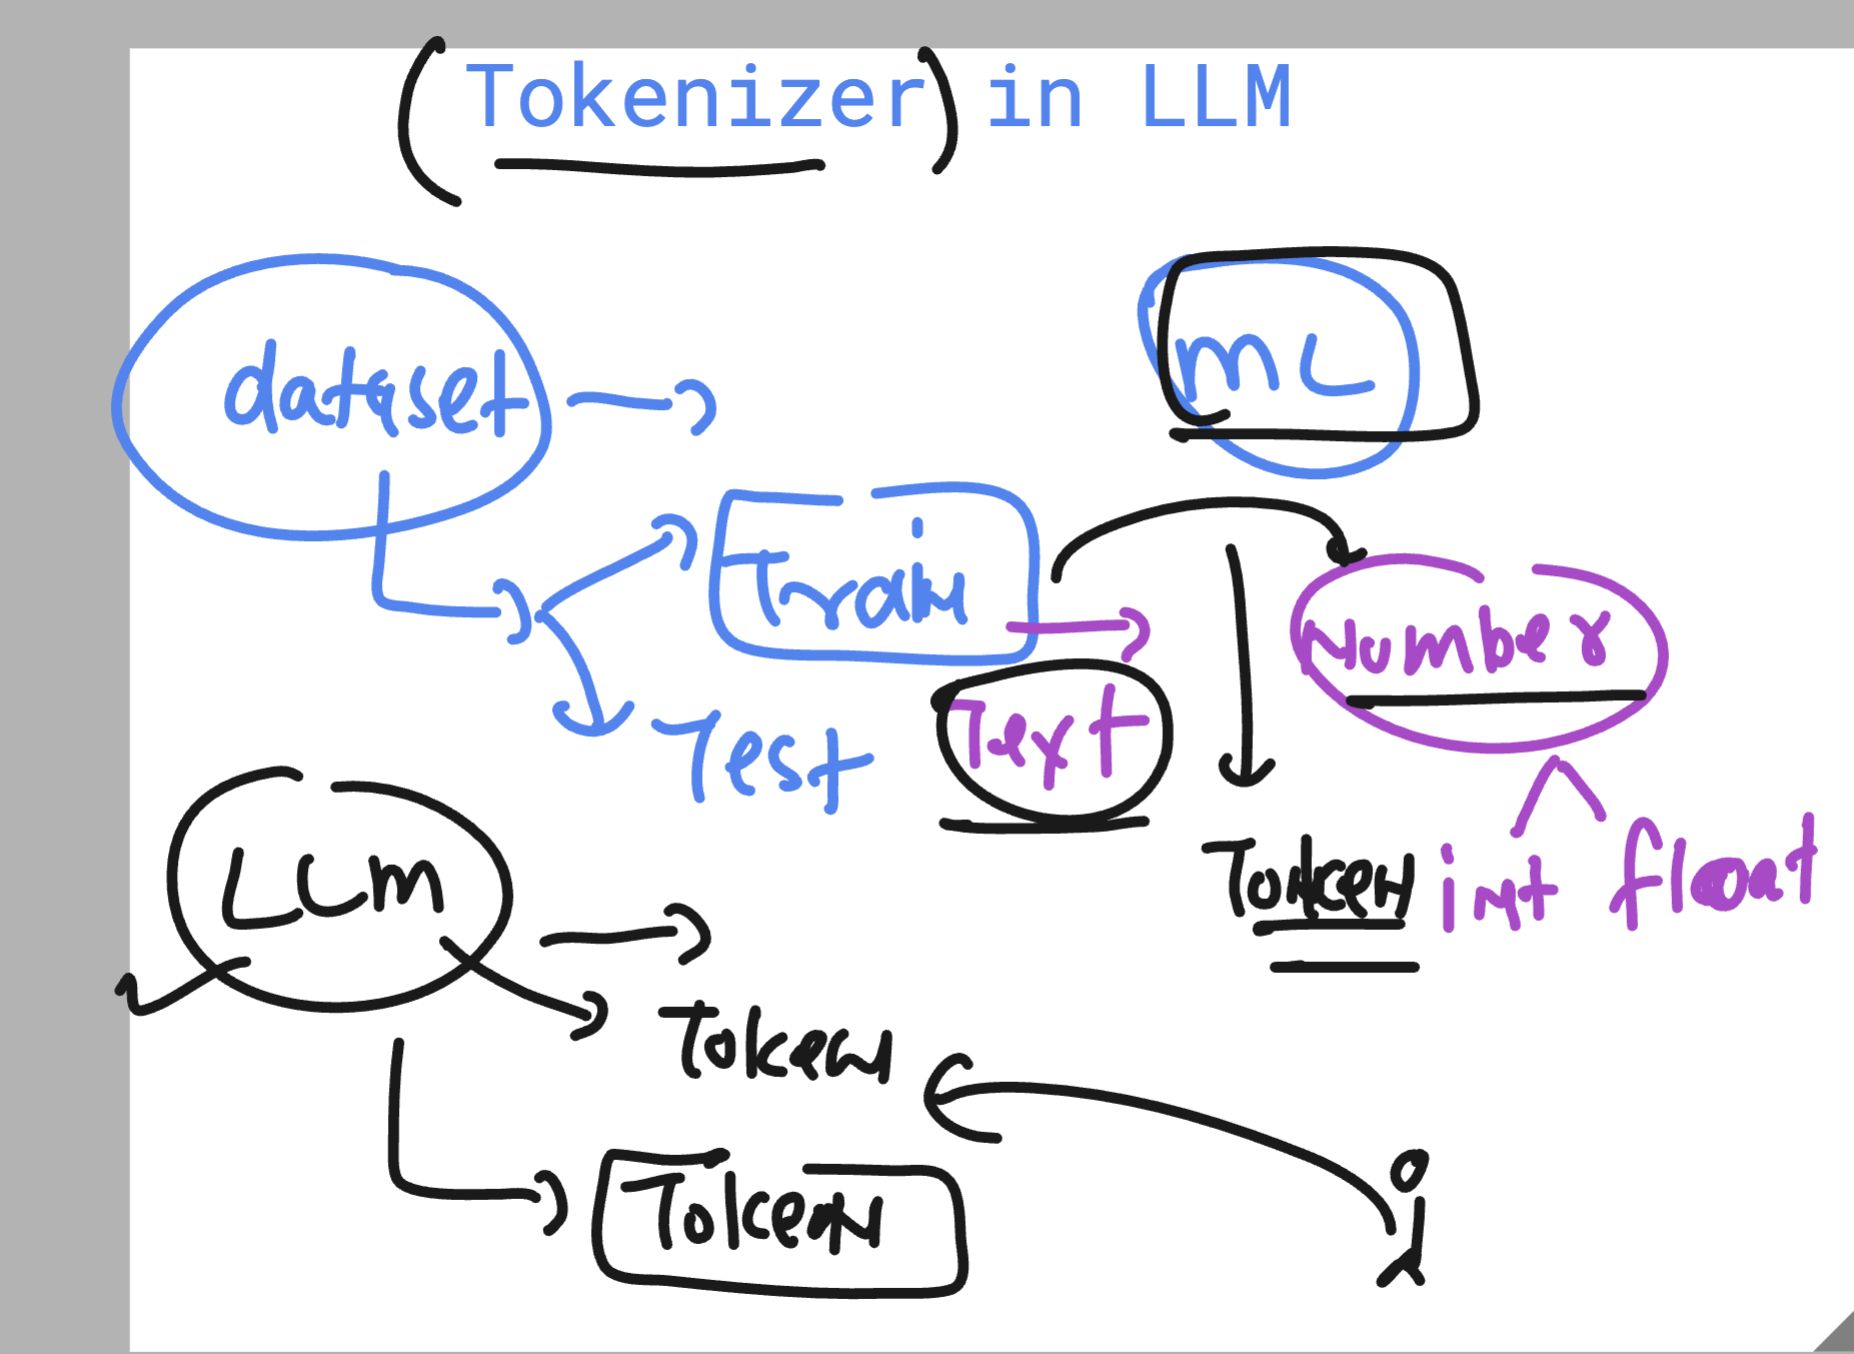 (Tokenizer) in LLM
dataset
mL
Train
Number
Text
Test
LLm
Token
int float
Token
Token